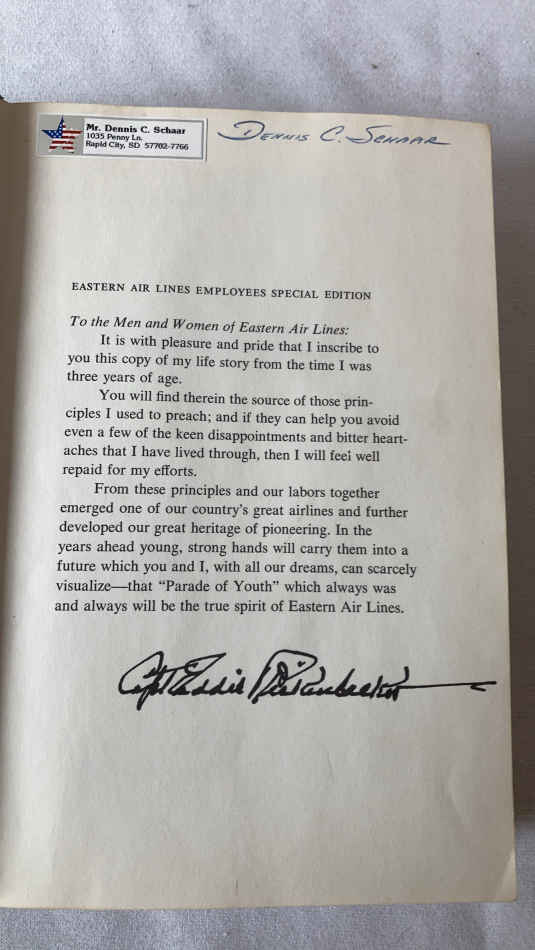 Mr. Dennis C. Schaar
1035 Penny Ln.
Rapid City, SD 57702-7766
DENNIS C. SCHAAR
EASTERN AIR LINES EMPLOYEES SPECIAL EDITION
To the Men and Women of Eastern Air Lines:
It is with pleasure and pride that I inscribe to
you this copy of my life story from the time I was
three years of age.
You will find therein the source of those prin-
ciples I used to preach; and if they can help you avoid
even a few of the keen disappointments and bitter heart-
aches that I have lived through, then I will feel well
repaid for my efforts.
From these principles and our labors together
emerged one of our country's great airlines and further
developed our great heritage of pioneering. In the
years ahead young, strong hands will carry them into a
future which you and I, with all our dreams, can scarcely
visualize—that "Parade of Youth" which always was
and always will be the true spirit of Eastern Air Lines.
Capt Eddie Rickenbacker